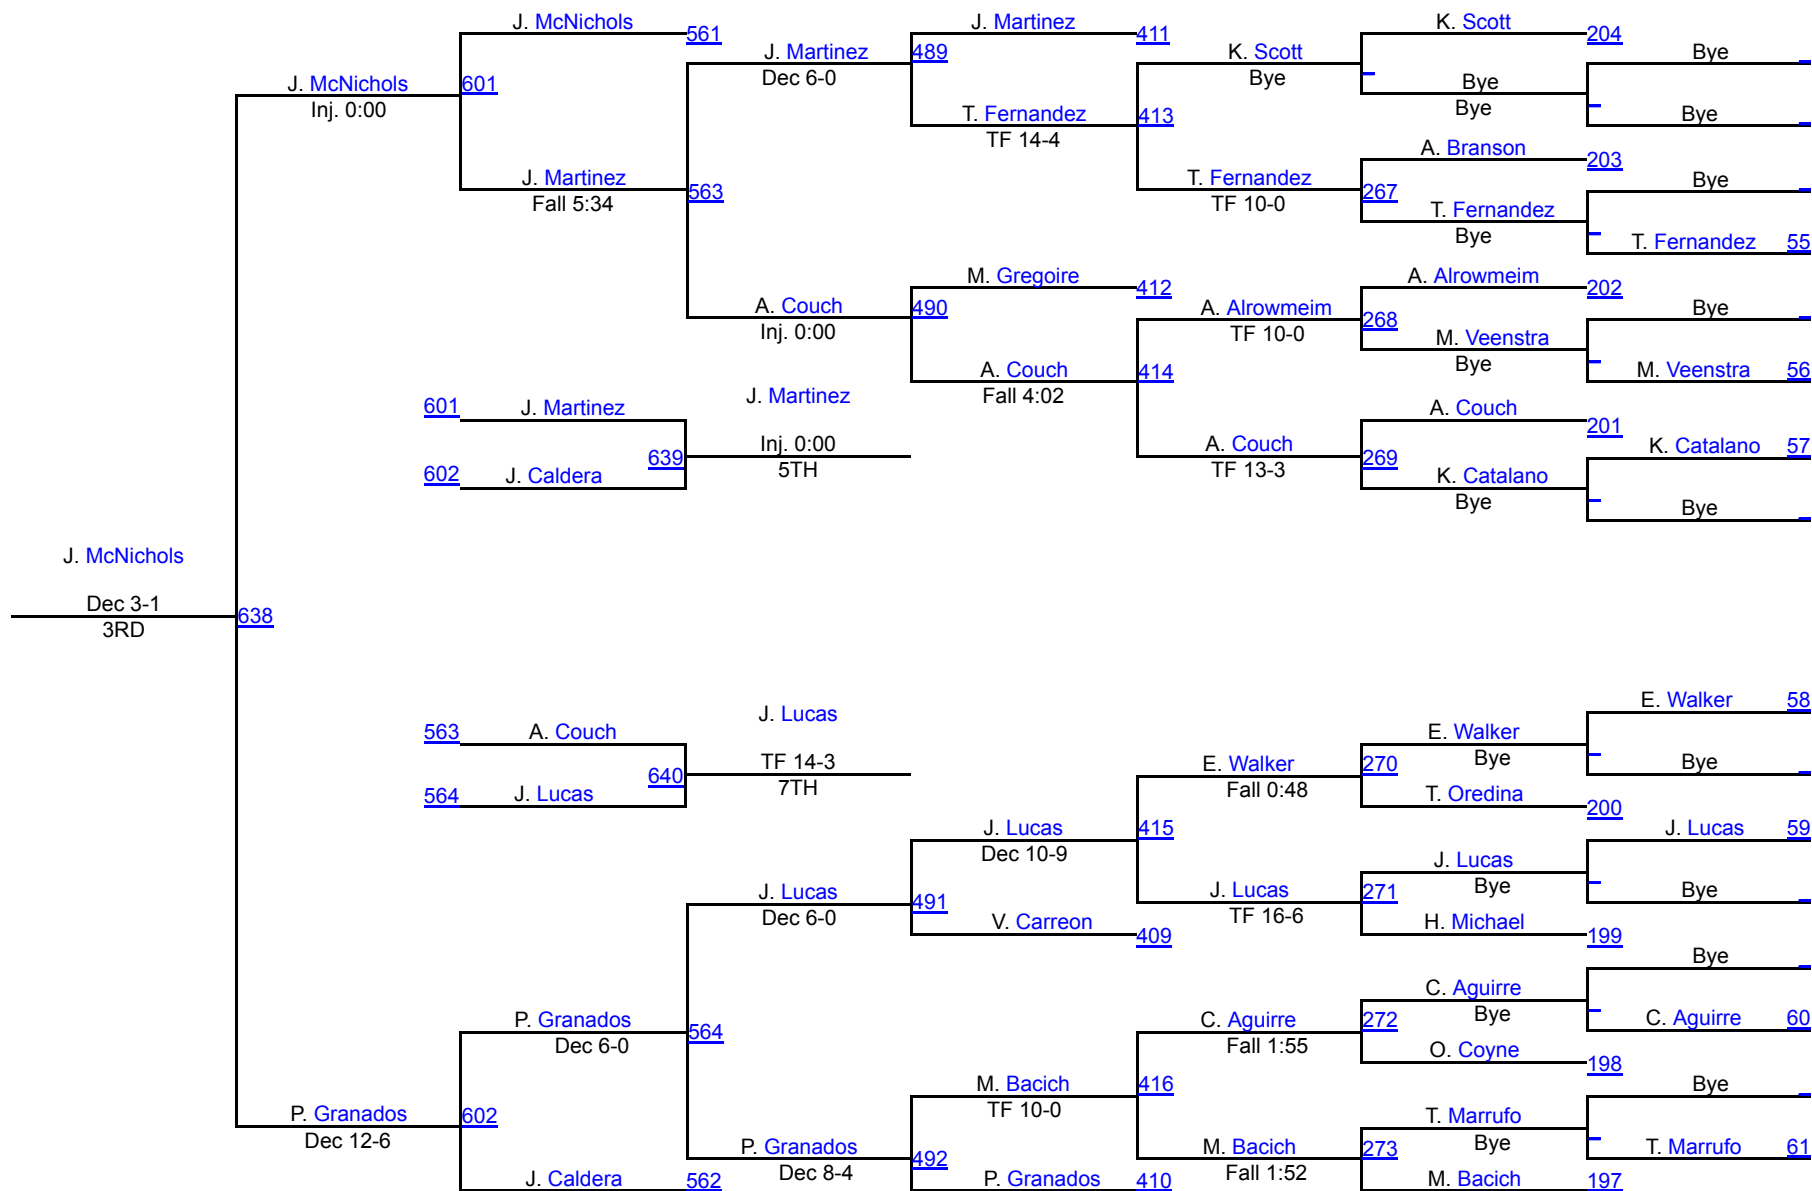 J. McNichols
561
J. Martinez
411
K. Scott
204
J. Martinez
489
K. Scott
Bye
Dec 6-0
Bye
Bye
J. McNichols
601
Bye
Inj. 0:00
T. Fernandez
413
Bye
TF 14-4
A. Branson
203
J. Martinez
563
T. Fernandez
267
Bye
Fall 5:34
TF 10-0
T. Fernandez
Bye
T. Fernandez 55
M. Gregoire
412
A. Alrowmeim
202
A. Couch
490
A. Alrowmeim
268
Bye
Inj. 0:00
TF 10-0
M. Veenstra
Bye
A. Couch
414
M. Veenstra 56
Fall 4:02
601
J. Martinez
J. Martinez
A. Couch
201
639
Inj. 0:00
A. Couch
269
K. Catalano 57
5TH
TF 13-3
602
J. Caldera
K. Catalano
Bye
Bye
J. McNichols
Dec 3-1
638
3RD
E. Walker 58
563
A. Couch
J. Lucas
E. Walker
Bye
640
TF 14-3
E. Walker
270
Bye
7TH
Fall 0:48
564
J. Lucas
T. Oredina
200
J. Lucas
415
J. Lucas 59
Dec 10-9
J. Lucas
Bye
J. Lucas
491
J. Lucas
271
Bye
Dec 6-0
TF 16-6
V. Carreon
409
H. Michael
199
Bye
C. Aguirre
Bye
P. Granados
564
C. Aguirre
272
C. Aguirre 60
Dec 6-0
Fall 1:55
O. Coyne
198
M. Bacich
416
Bye
TF 10-0
P. Granados
602
T. Marrufo
Bye
Dec 12-6
P. Granados
492
M. Bacich
273
T. Marrufo 61
Dec 8-4
Fall 1:52
J. Caldera
562
P. Granados
410
M. Bacich
197